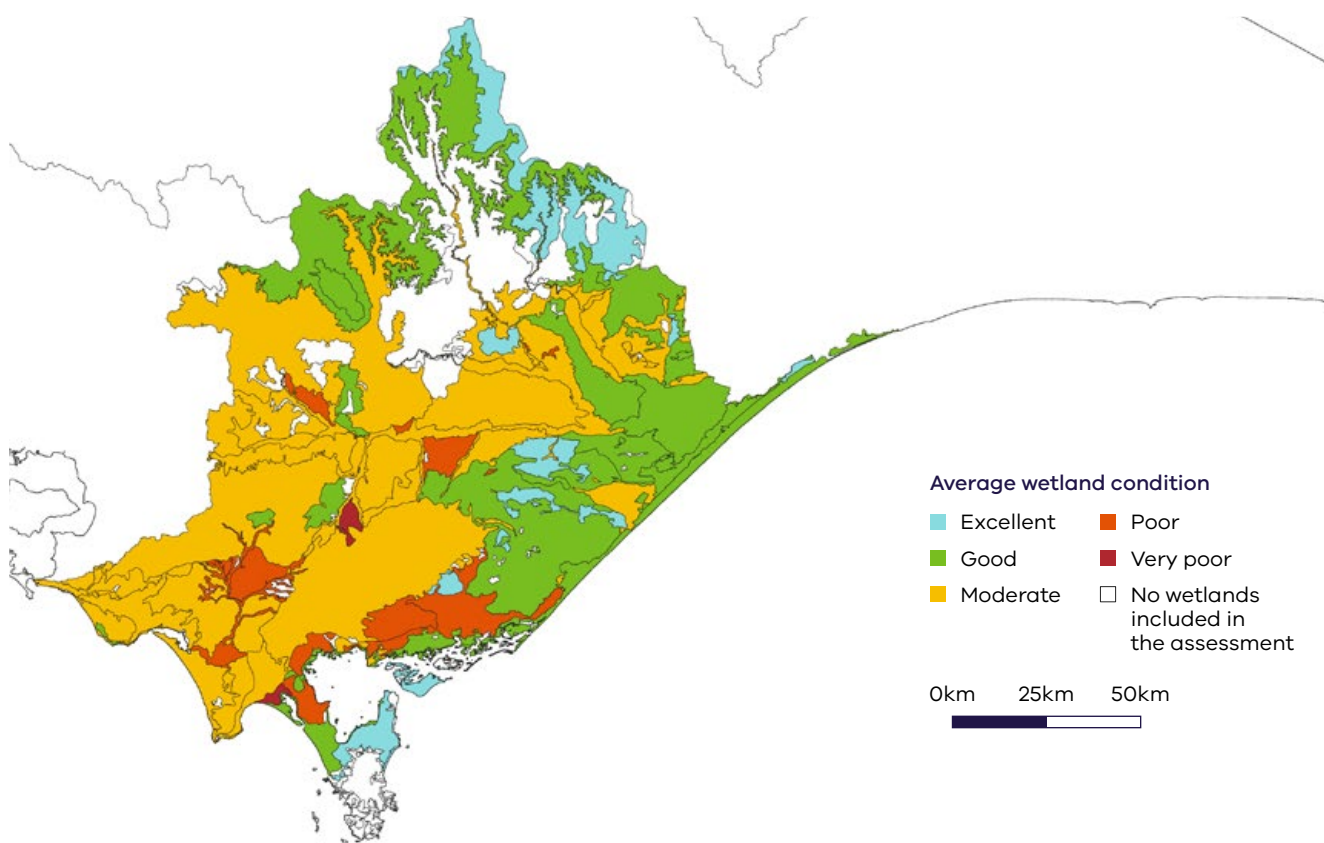 Average wetland condition
Excellent
Good
Moderate
Poor
Very poor
No wetlands
included in
the assessment
0km 25km 50km